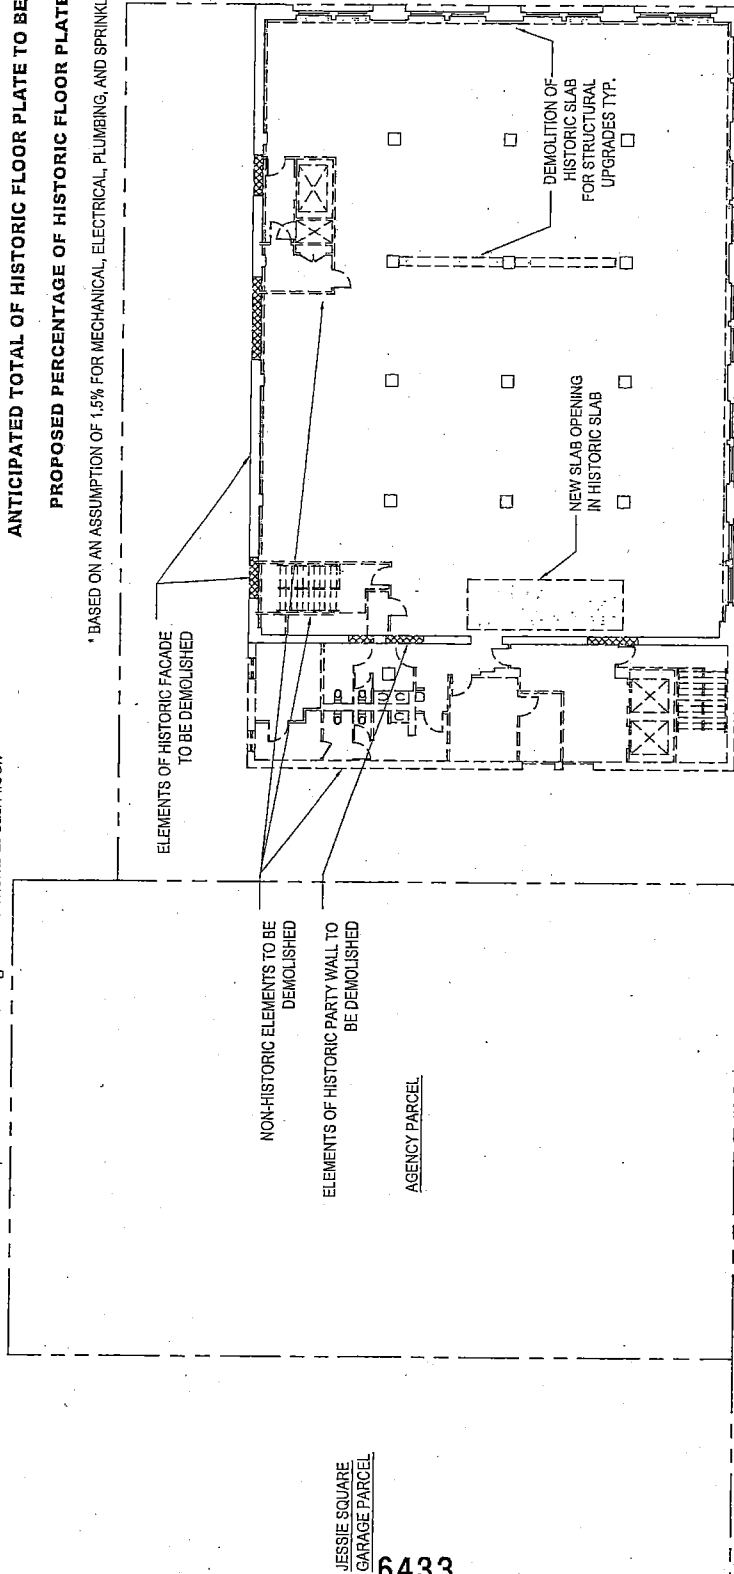 ANTICIPATED TOTAL OF HISTORIC FLOOR PLATE TO BE
PROPOSED PERCENTAGE OF HISTORIC FLOOR PLATE
* BASED ON AN ASSUMPTION OF 1.5% FOR MECHANICAL, ELECTRICAL, PLUMBING, AND SPRINKL
ELEMENTS OF HISTORIC FACADE
TO BE DEMOLISHED
DEMOLITION OF
HISTORIC SLAB
FOR STRUCTURAL
UPGRADES TYP.
NEW SLAB OPENING
IN HISTORIC SLAB
NON-HISTORIC ELEMENTS TO BE
DEMOLISHED
ELEMENTS OF HISTORIC PARTY WALL TO
BE DEMOLISHED
AGENCY PARCEL
JESSIE SQUARE
GARAGE PARCEL
6433